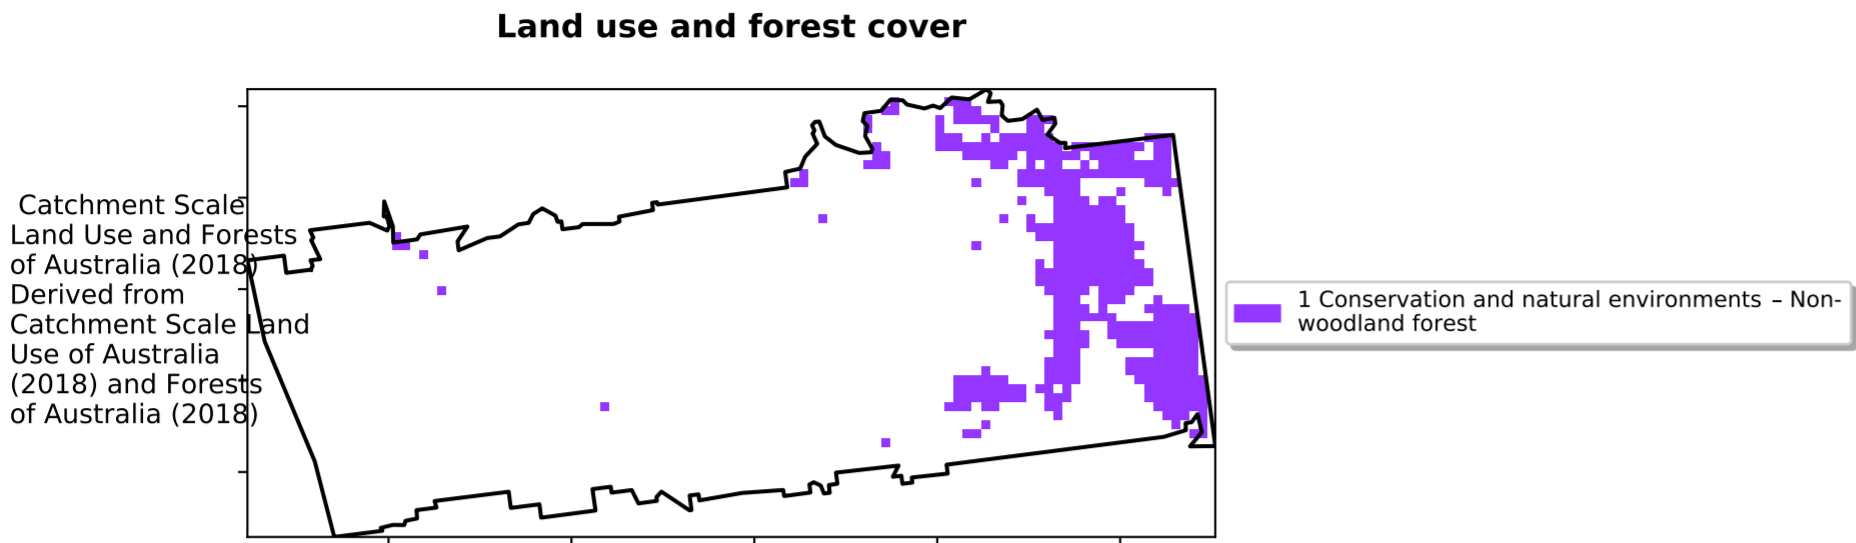 Land use and forest cover
Catchment Scale
Land Use and Forests
of Australia (2018)
Derived from
Catchment Scale Land
Use of Australia
(2018) and Forests
of Australia (2018)
1 Conservation and natural environments – Non-
woodland forest